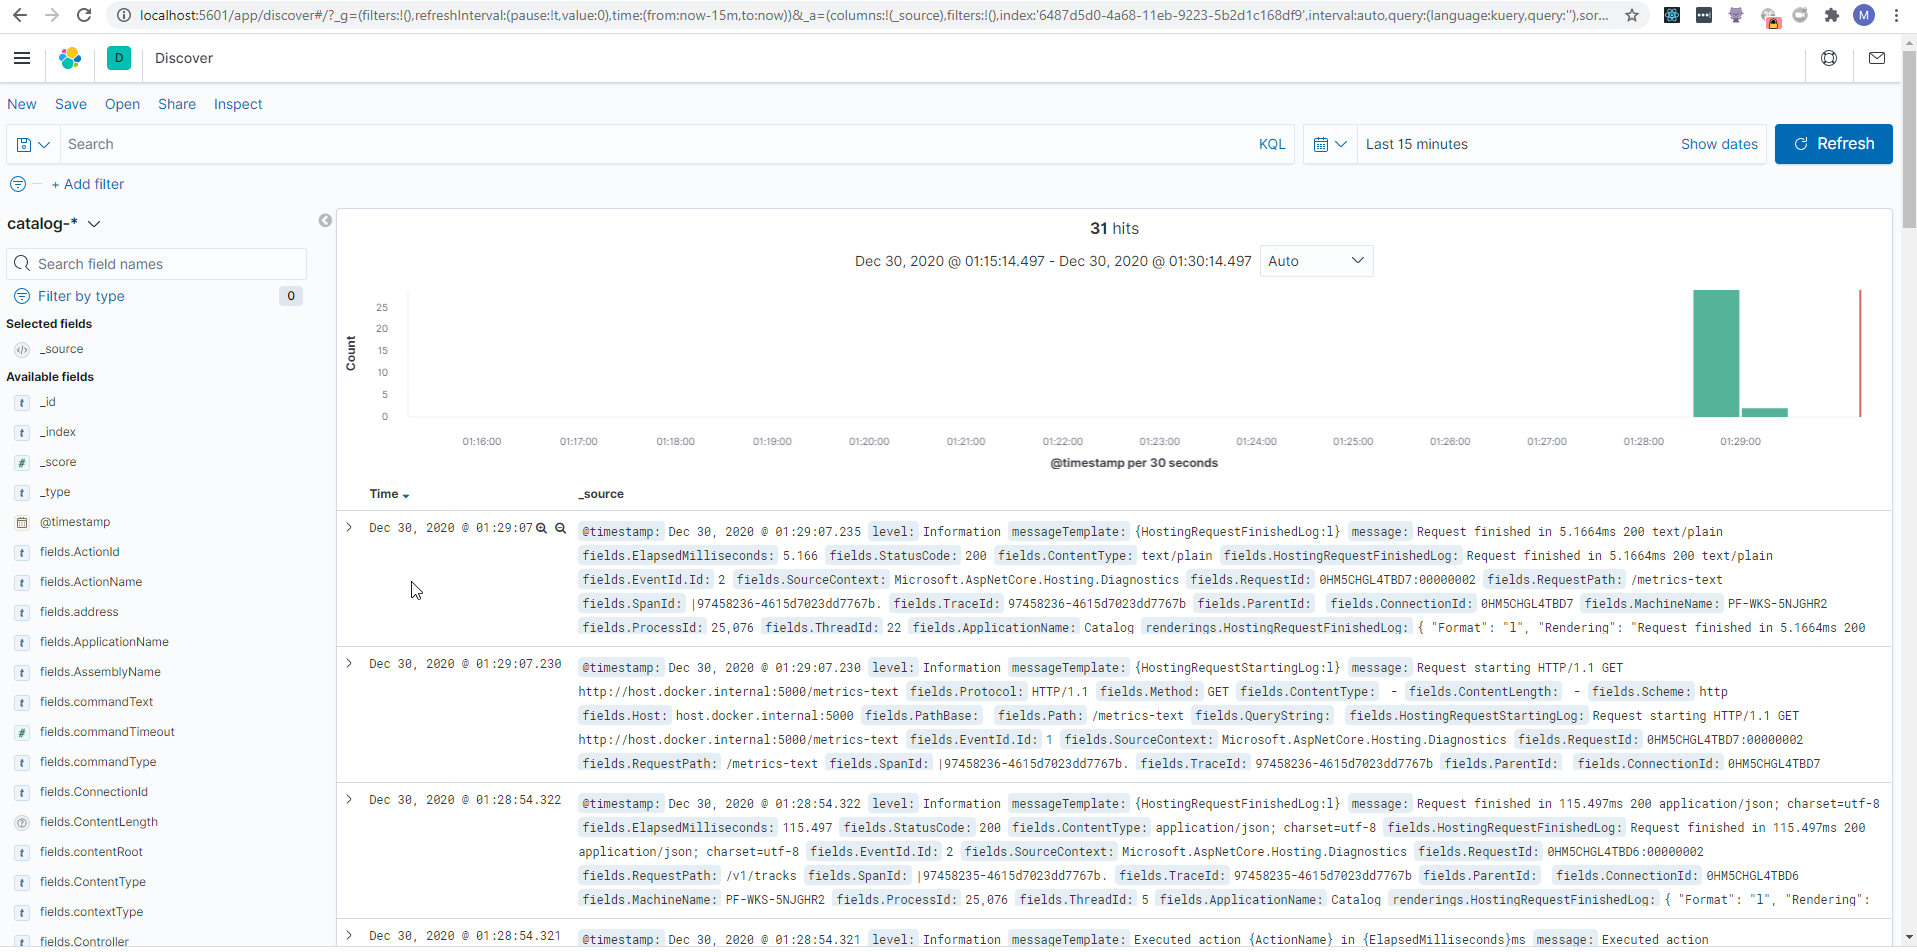 localhost:5601/app/discover#/?_g=(filters:!(),refreshInterval:(pause:!t,value:0),time:(from:now-15m,to:now))&_a=(columns:!(_source),filters:!(),index:'6487d5d0-4a68-11eb-9223-5b2d1c168df9',interval:auto,query:(language:kuery,query:''),sor...
M
D
Discover
New Save Open Share Inspect
Search
KQL
Last 15 minutes
Show dates
Refresh
+ Add filter
catalog-*
Search field names
Filter by type
0
Selected fields
_source
Available fields
t _id
t _index
# _score
t _type
@timestamp
t fields.ActionId
t fields.ActionName
t fields.address
t fields.ApplicationName
t fields.AssemblyName
t fields.commandText
# fields.commandTimeout
t fields.commandType
t fields.ConnectionId
? fields.ContentLength
t fields.contentRoot
t fields.ContentType
t fields.contextType
t fields.Controller
31 hits
Dec 30, 2020 @ 01:15:14.497 - Dec 30, 2020 @ 01:30:14.497
Auto
Count
25
20
15
10
5
0
01:16:00 01:17:00 01:18:00 01:19:00 01:20:00 01:21:00 01:22:00 01:23:00 01:24:00 01:25:00 01:26:00 01:27:00 01:28:00 01:29:00
@timestamp per 30 seconds
Time
_source
Dec 30, 2020 @ 01:29:07
@timestamp: Dec 30, 2020 @ 01:29:07.235 level: Information messageTemplate: {HostingRequestFinishedLog:l} message: Request finished in 5.1664ms 200 text/plain
fields.ElapsedMilliseconds: 5.166 fields.StatusCode: 200 fields.ContentType: text/plain fields.HostingRequestFinishedLog: Request finished in 5.1664ms 200 text/plain
fields.EventId.Id: 2 fields.SourceContext: Microsoft.AspNetCore.Hosting.Diagnostics fields.RequestId: 0HM5CHGL4TBD7:00000002 fields.RequestPath: /metrics-text
fields.SpanId: |97458236-4615d7023dd7767b. fields.TraceId: 97458236-4615d7023dd7767b fields.ParentId: fields.ConnectionId: 0HM5CHGL4TBD7 fields.MachineName: PF-WKS-5NJGHR2
fields.ProcessId: 25,076 fields.ThreadId: 22 fields.ApplicationName: Catalog renderings.HostingRequestFinishedLog: { "Format": "l", "Rendering": "Request finished in 5.1664ms 200
Dec 30, 2020 @ 01:29:07.230
@timestamp: Dec 30, 2020 @ 01:29:07.230 level: Information messageTemplate: {HostingRequestStartingLog:l} message: Request starting HTTP/1.1 GET
http://host.docker.internal:5000/metrics-text fields.Protocol: HTTP/1.1 fields.Method: GET fields.ContentType: - fields.ContentLength: - fields.Scheme: http
fields.Host: host.docker.internal:5000 fields.PathBase: fields.Path: /metrics-text fields.QueryString: fields.HostingRequestStartingLog: Request starting HTTP/1.1 GET
http://host.docker.internal:5000/metrics-text fields.EventId.Id: 1 fields.SourceContext: Microsoft.AspNetCore.Hosting.Diagnostics fields.RequestId: 0HM5CHGL4TBD7:00000002
fields.RequestPath: /metrics-text fields.SpanId: |97458236-4615d7023dd7767b. fields.TraceId: 97458236-4615d7023dd7767b fields.ParentId: fields.ConnectionId: 0HM5CHGL4TBD7
Dec 30, 2020 @ 01:28:54.322
@timestamp: Dec 30, 2020 @ 01:28:54.322 level: Information messageTemplate: {HostingRequestFinishedLog:l} message: Request finished in 115.497ms 200 application/json; charset=utf-8
fields.ElapsedMilliseconds: 115.497 fields.StatusCode: 200 fields.ContentType: application/json; charset=utf-8 fields.HostingRequestFinishedLog: Request finished in 115.497ms 200
application/json; charset=utf-8 fields.EventId.Id: 2 fields.SourceContext: Microsoft.AspNetCore.Hosting.Diagnostics fields.RequestId: 0HM5CHGL4TBD6:00000002
fields.RequestPath: /v1/tracks fields.SpanId: |97458235-4615d7023dd7767b. fields.TraceId: 97458235-4615d7023dd7767b fields.ParentId: fields.ConnectionId: 0HM5CHGL4TBD6
fields.MachineName: PF-WKS-5NJGHR2 fields.ProcessId: 25,076 fields.ThreadId: 5 fields.ApplicationName: Catalog renderings.HostingRequestFinishedLog: { "Format": "l", "Rendering":
Dec 30, 2020 @ 01:28:54.321
@timestamp: Dec 30, 2020 @ 01:28:54.321 level: Information messageTemplate: Executed action {ActionName} in {ElapsedMilliseconds}ms message: Executed action